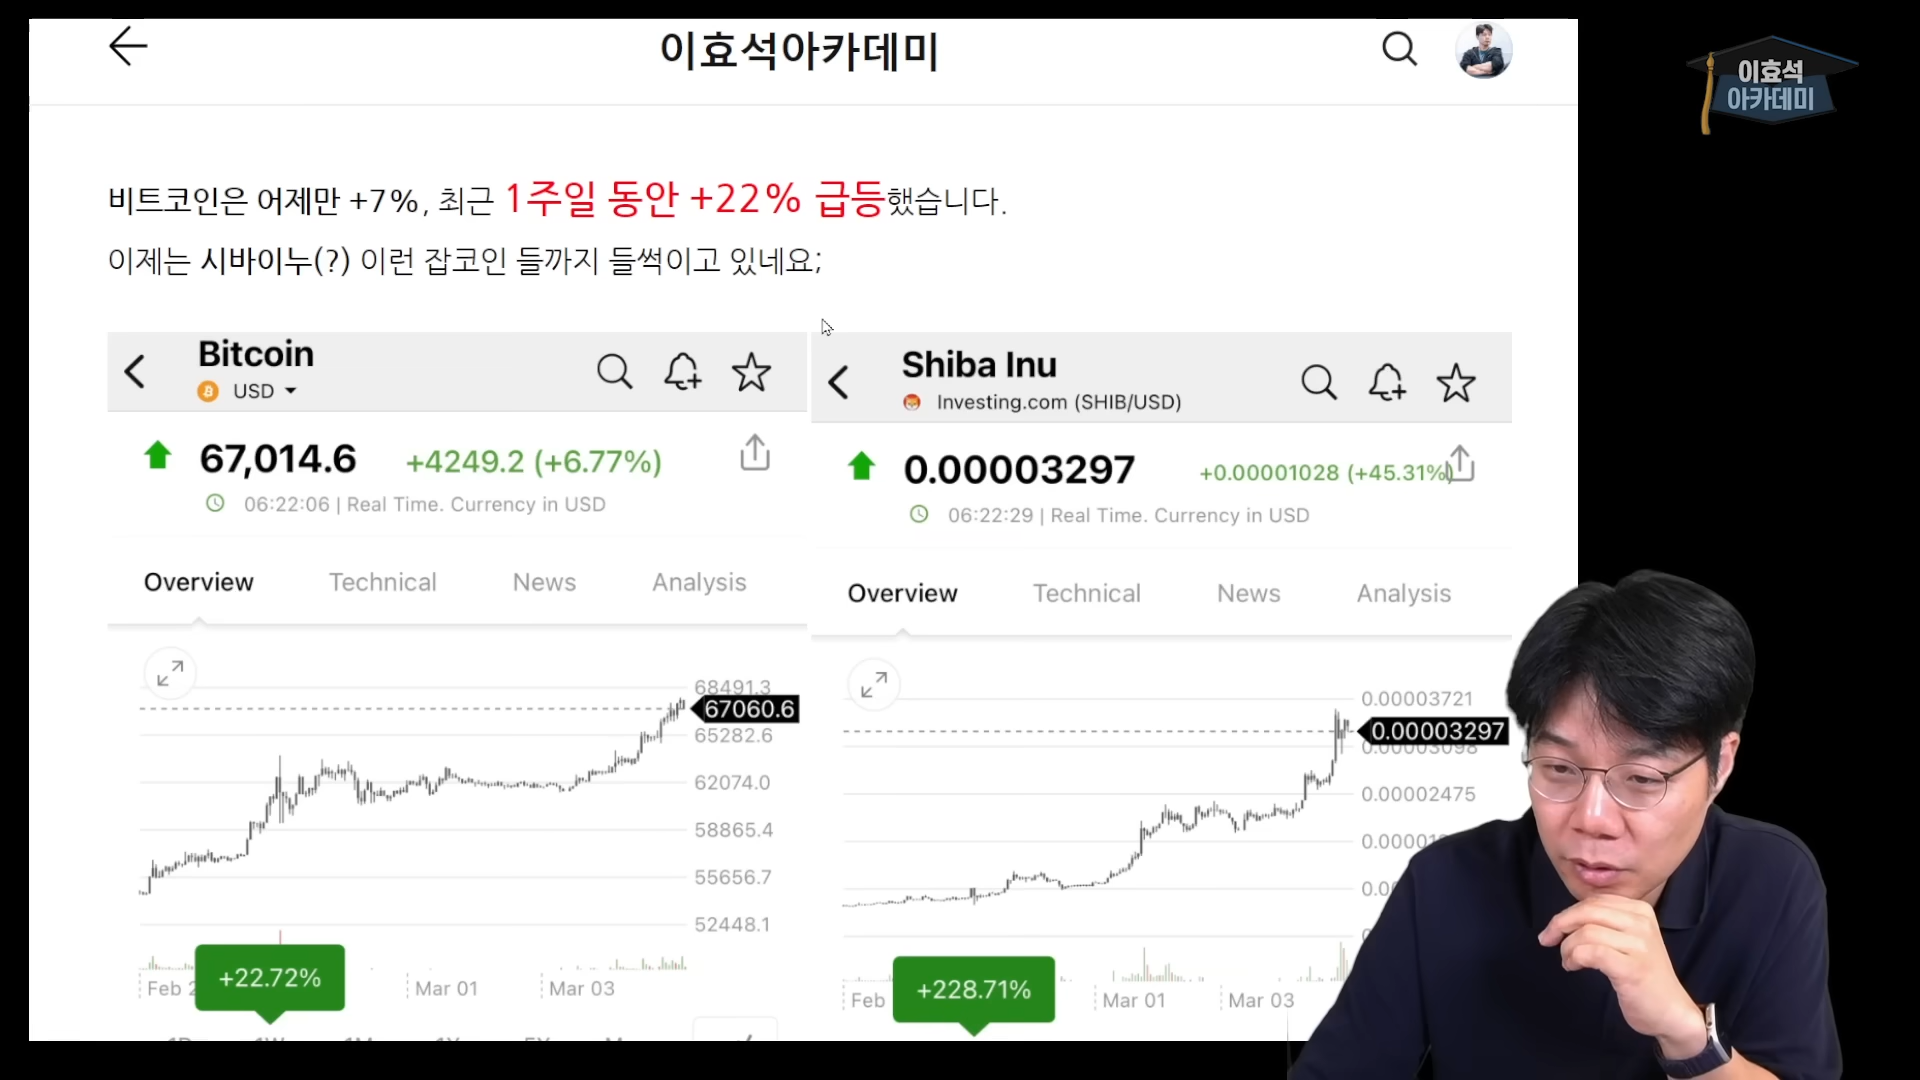 이효석아카데미
이효석
아카데미
비트코인은 어제만 +7%, 최근 1주일 동안 +22% 급등했습니다.
이제는 시바이누(?) 이런 잡코인 들까지 들썩이고 있네요;
Bitcoin
USD
67,014.6 +4249.2 (+6.77%)
06:22:06 | Real Time. Currency in USD
Overview Technical News Analysis
68491.3
67060.6
65282.6
62074.0
58865.4
55656.7
52448.1
+22.72%
Feb 2 Mar 01 Mar 03
Shiba Inu
Investing.com (SHIB/USD)
0.00003297 +0.00001028 (+45.31%)
06:22:29 | Real Time. Currency in USD
Overview Technical News Analysis
0.00003721
0.00003297
0.00003098
0.00002475
+228.71%
Feb Mar 01 Mar 03